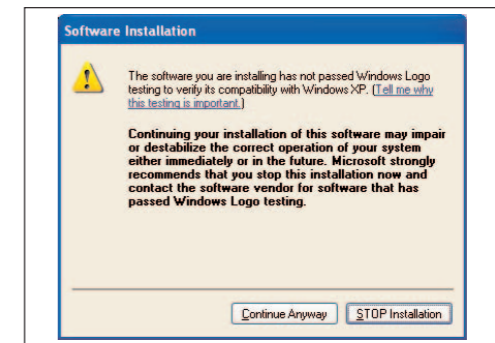 Software Installation
The software you are installing has not passed Windows Logo
testing to verify its compatibility with Windows XP. (Tell me why
this testing is important.)
Continuing your installation of this software may impair
or destabilize the correct operation of your system
either immediately or in the future. Microsoft strongly
recommends that you stop this installation now and
contact the software vendor for software that has
passed Windows Logo testing.
Continue Anyway STOP Installation